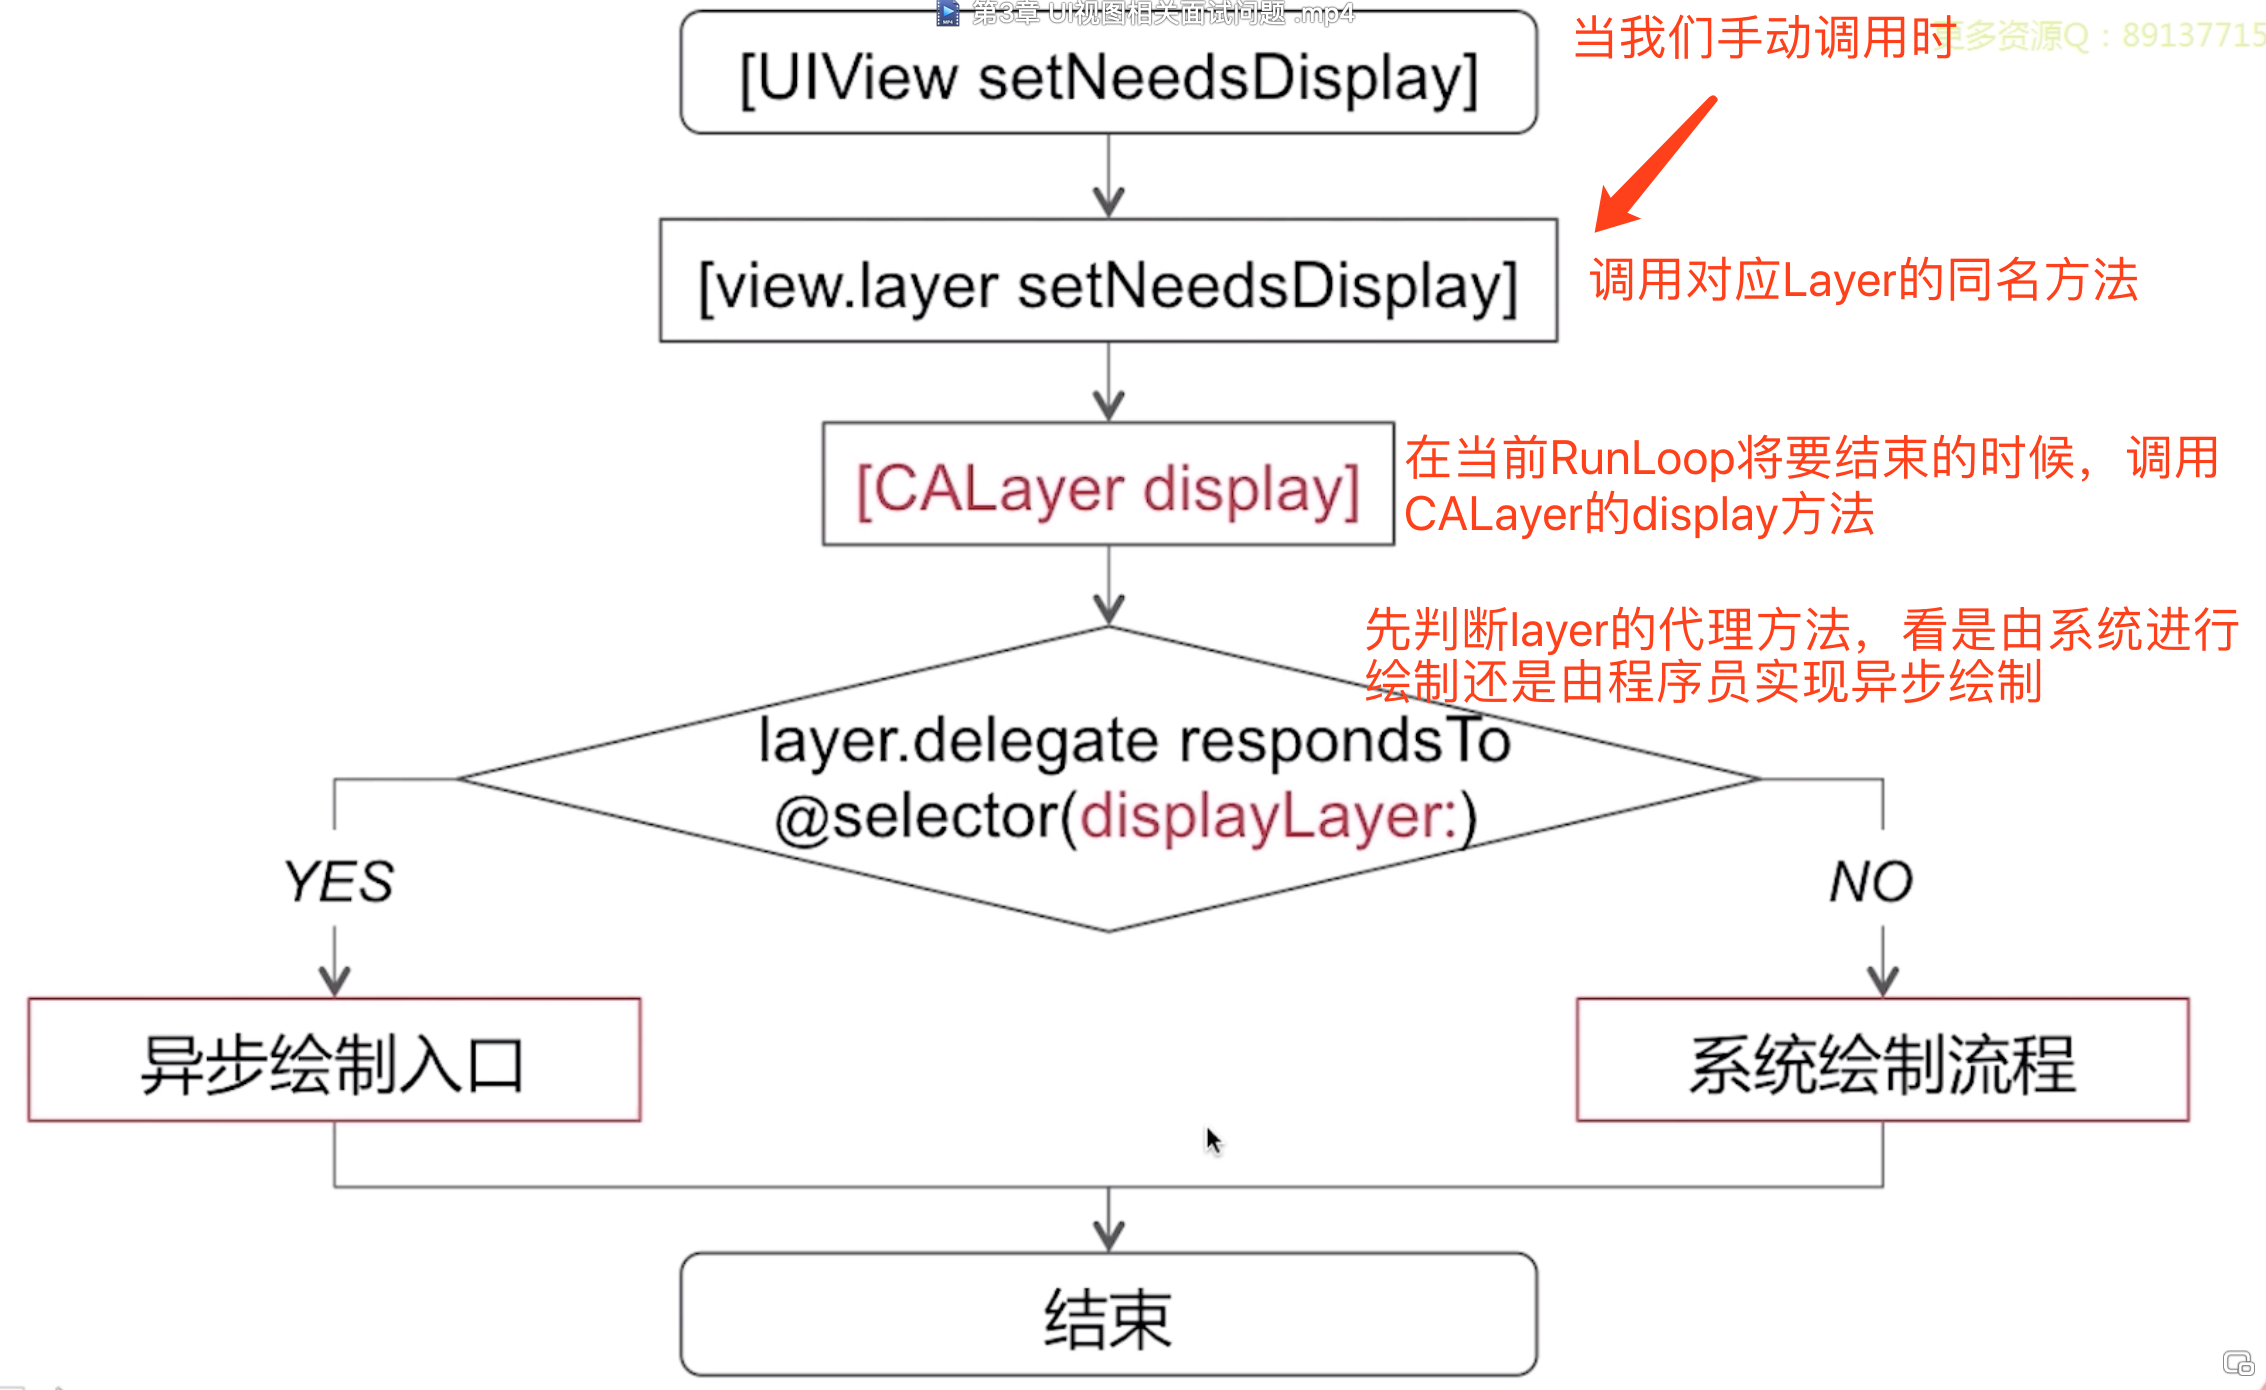 第3章 UI视图相关面试问题 .mp4
当我们手动调用时
更多资源Q：89137715
[UIView setNeedsDisplay]
[view.layer setNeedsDisplay]
调用对应Layer的同名方法
[CALayer display]
在当前RunLoop将要结束的时候，调用
CALayer的display方法
先判断layer的代理方法，看是由系统进行
绘制还是由程序员实现异步绘制
layer.delegate respondsTo
@selector(displayLayer:)
YES
NO
异步绘制入口
系统绘制流程
结束